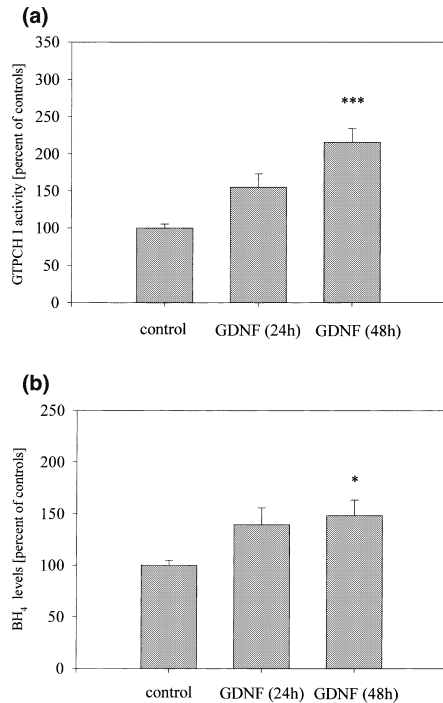 (a)
GTPCH I activity [percent of controls]
350
300
250
200
150
100
50
0
***
control GDNF (24h) GDNF (48h)
(b)
BH4 levels [percent of controls]
250
200
150
100
50
0
*
control GDNF (24h) GDNF (48h)